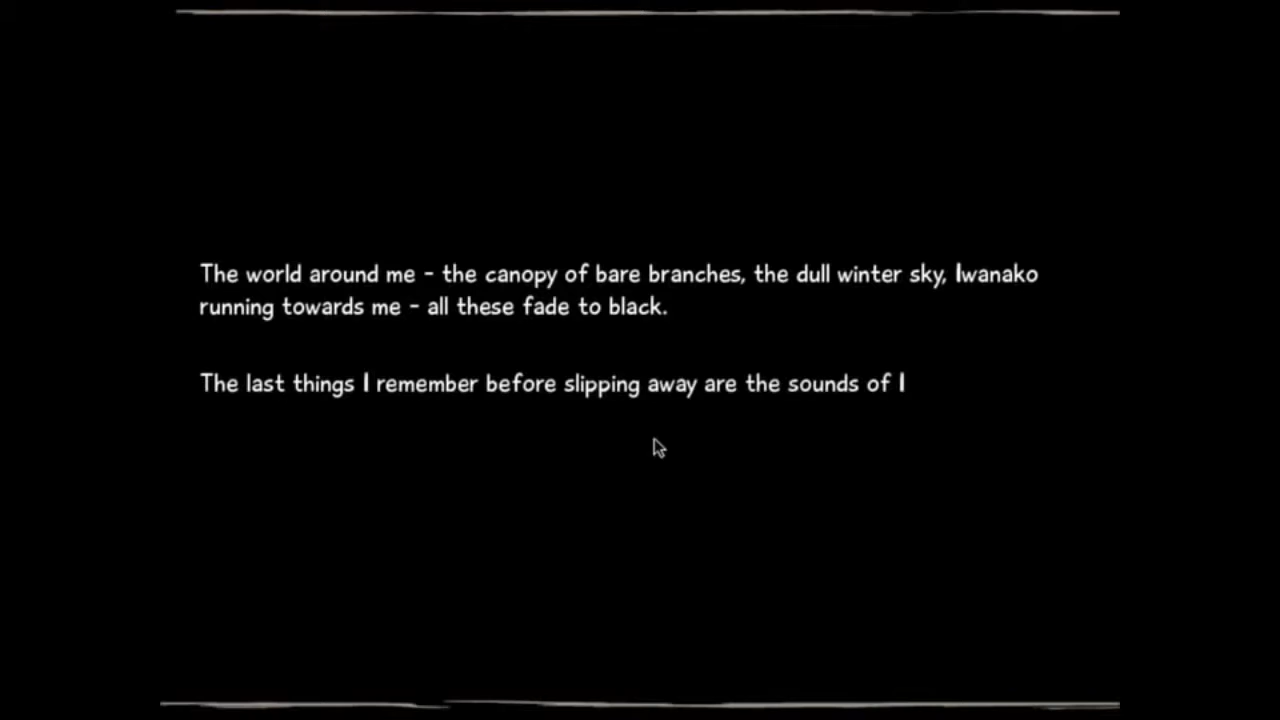 The world around me - the canopy of bare branches, the dull winter sky, Iwanako
running towards me - all these fade to black.
The last things I remember before slipping away are the sounds of I